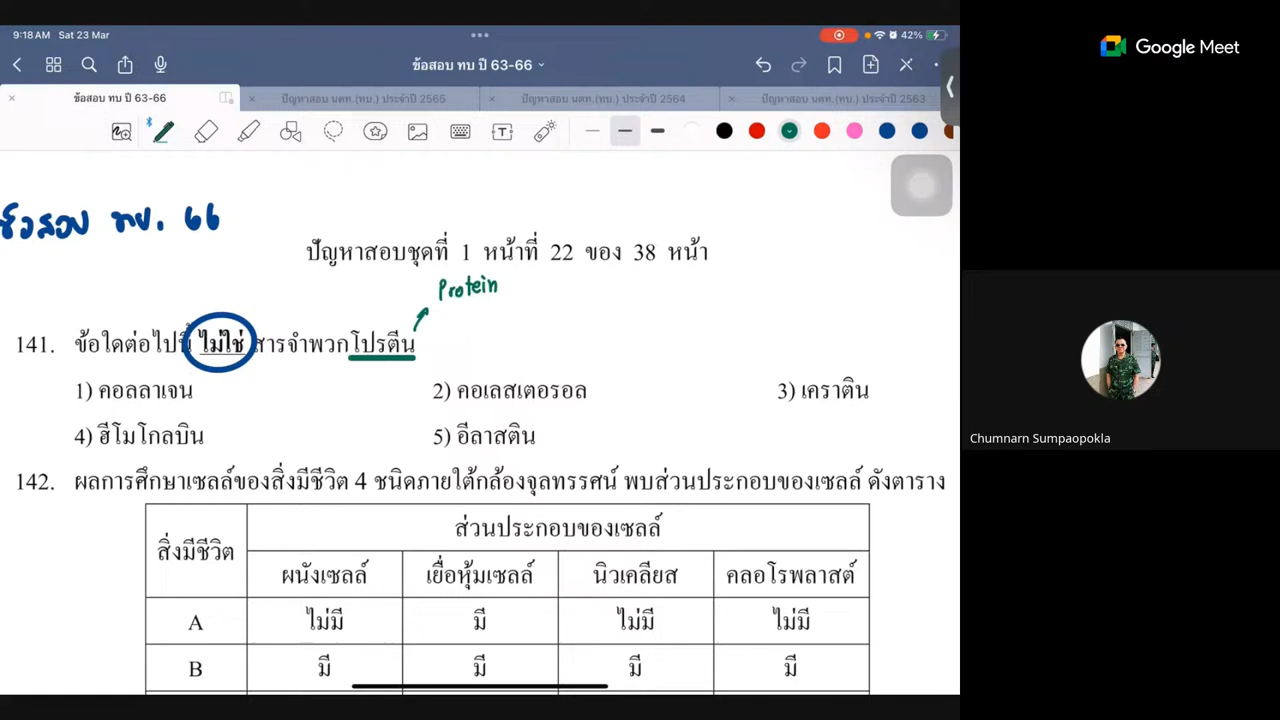 9:18 AM Sat 23 Mar
42%
Google Meet
ข้อสอบ ทบ ปี 63-66
ข้อสอบ ทบ ปี 63-66
ปัญหาสอบ นตท.(ทบ.) ประจำปี 2565
ปัญหาสอบ นตท.(ทบ.) ประจำปี 2564
ปัญหาสอบ นตท.(ทบ.) ประจำปี 2563
T
ข้อสอบ ทบ. 66
ปัญหาสอบชุดที่ 1 หน้าที่ 22 ของ 38 หน้า
Protein
141. ข้อใดต่อไปนี้ ไม่ใช่ สารจำพวกโปรตีน
1) คอลลาเจน 2) คอเลสเตอรอล 3) เคราติน
4) ฮีโมโกลบิน 5) อีลาสติน
142. ผลการศึกษาเซลล์ของสิ่งมีชีวิต 4 ชนิดภายใต้กล้องจุลทรรศน์ พบส่วนประกอบของเซลล์ ดังตาราง
สิ่งมีชีวิต ส่วนประกอบของเซลล์
ผนังเซลล์ เยื่อหุ้มเซลล์ นิวเคลียส คลอโรพลาสต์
A ไม่มี มี ไม่มี ไม่มี
B มี มี มี มี
Chumnarn Sumpaopokla